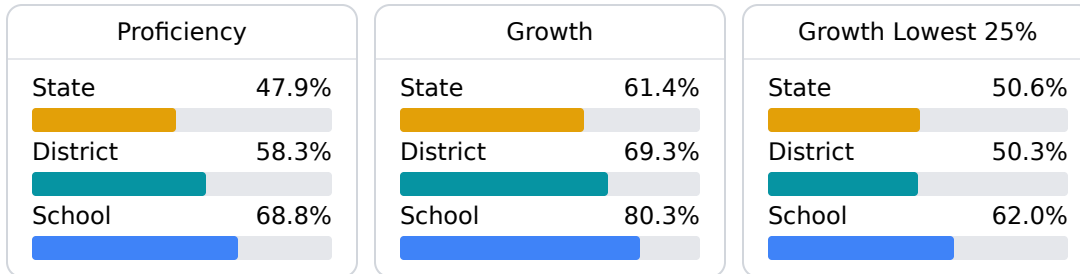 Proficiency
State 47.9%
District 58.3%
School 68.8%
Growth
State 61.4%
District 69.3%
School 80.3%
Growth Lowest 25%
State 50.6%
District 50.3%
School 62.0%